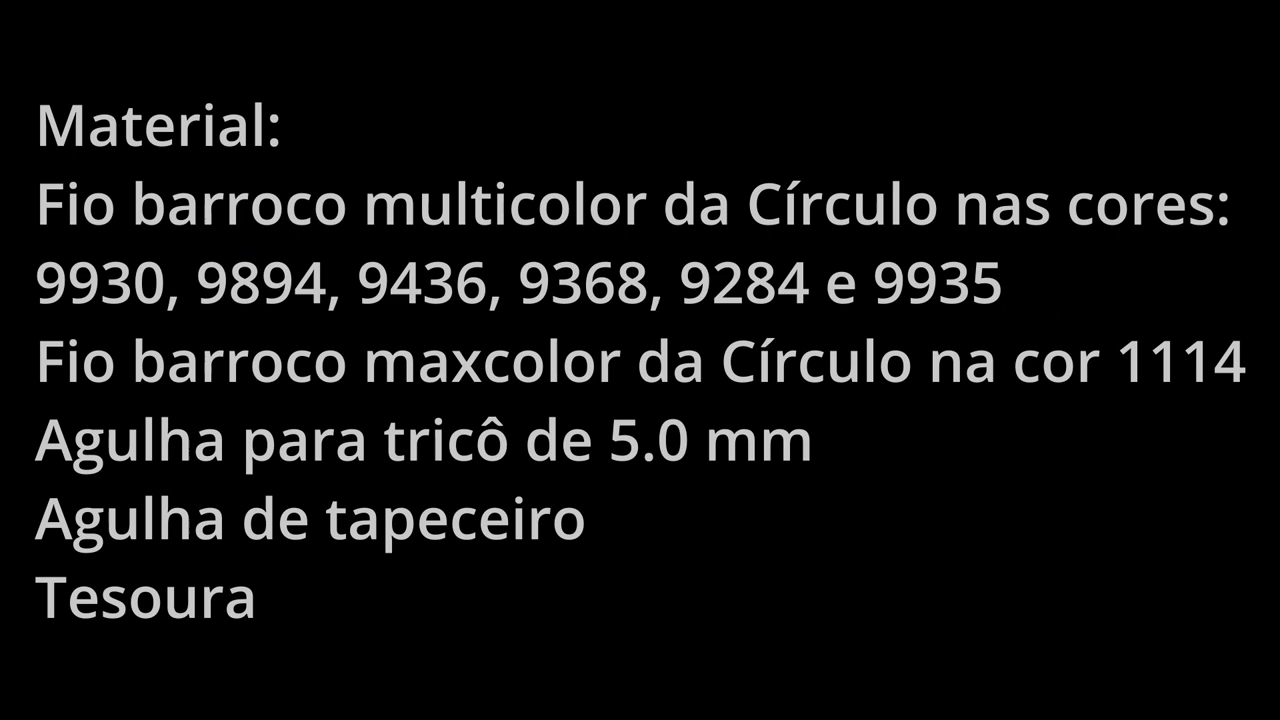 Material:
Fio barroco multicolor da Círculo nas cores:
9930, 9894, 9436, 9368, 9284 e 9935
Fio barroco maxcolor da Círculo na cor 1114
Agulha para tricô de 5.0 mm
Agulha de tapeceiro
Tesoura